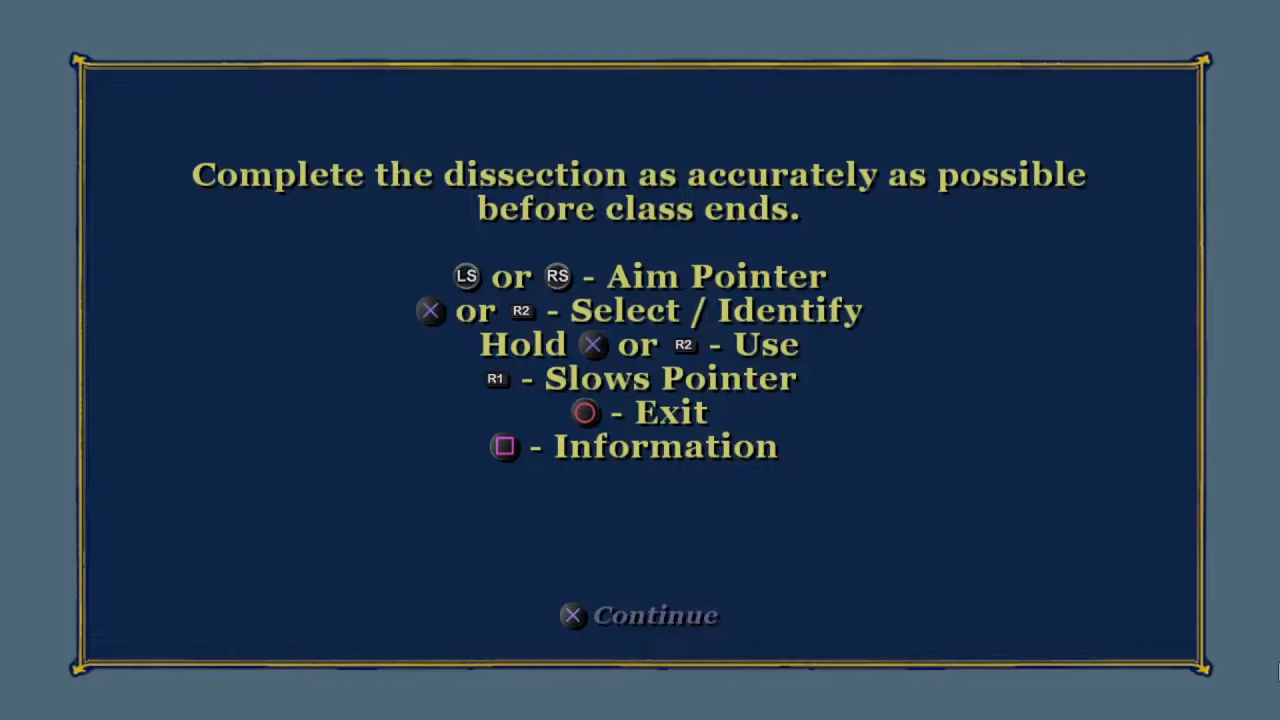 Complete the dissection as accurately as possible
before class ends.
LS or RS - Aim Pointer
X or R2 - Select / Identify
Hold X or R2 - Use
R1 - Slows Pointer
- Exit
- Information
X Continue